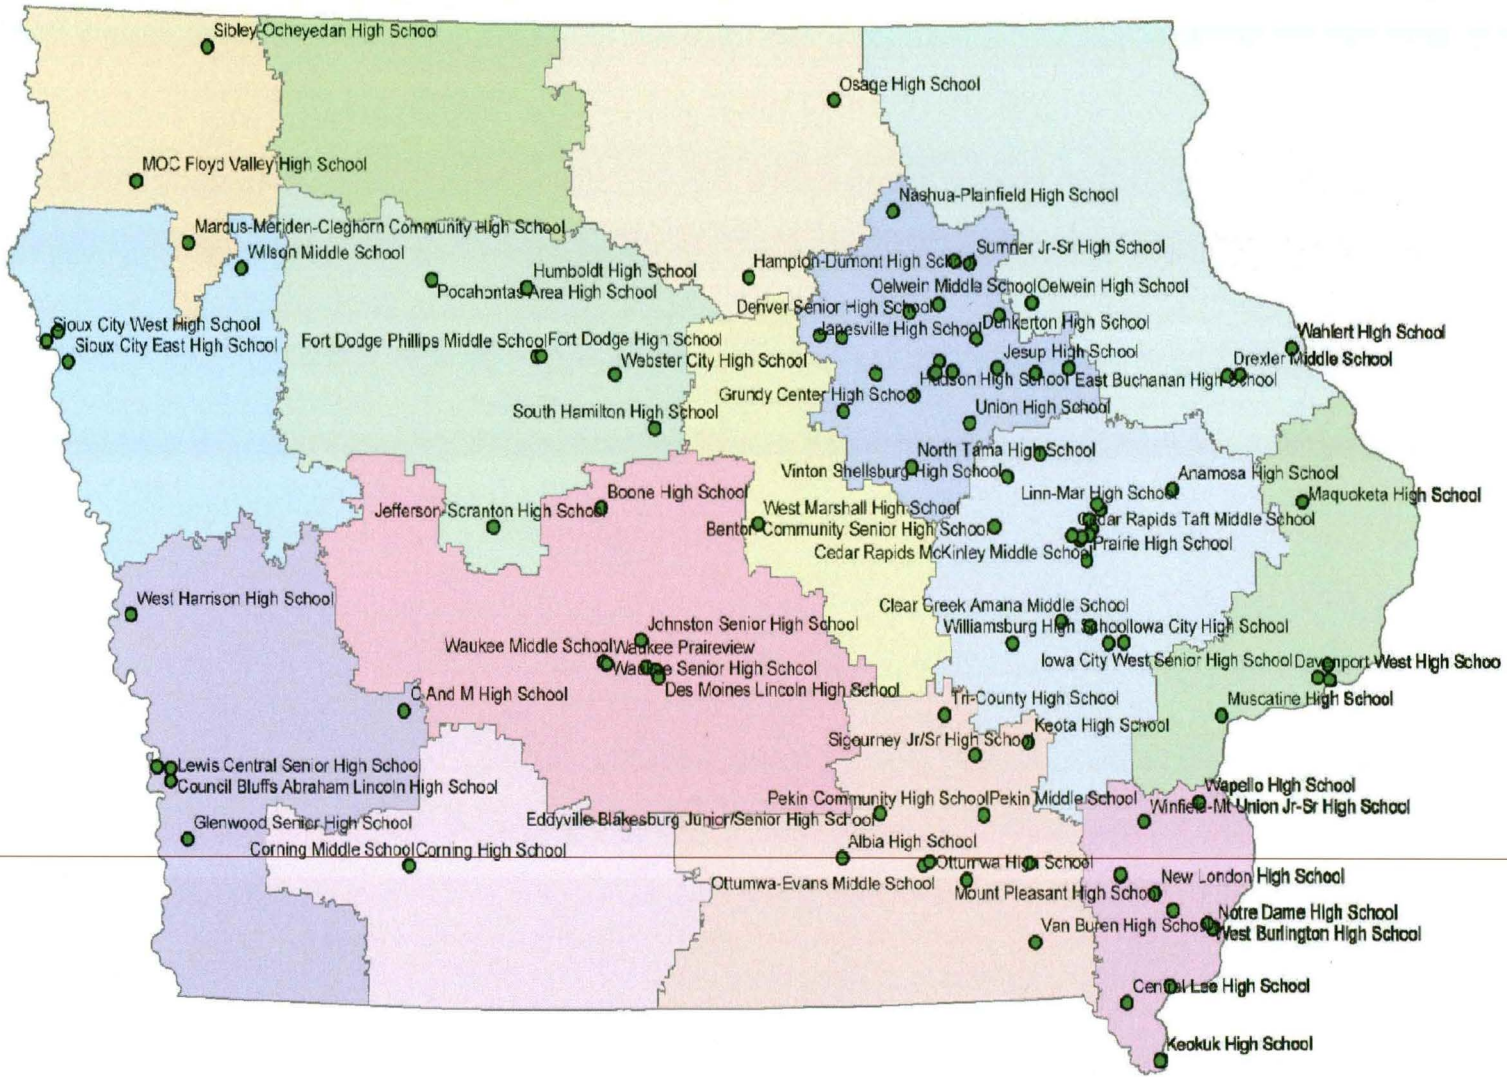 Sibley-Ocheyedan High School
Osage High School
MOC Floyd Valley High School
Nashua-Plainfield High School
Marcus-Meriden-Cleghorn Community High School
Wilson Middle School
Sumner Jr-Sr High School
Hampton-Dumont High School
Humboldt High School
Pocahontas Area High School
Oelwein Middle School
Oelwein High School
Denver Senior High School
Sioux City West High School
Janesville High School
Dunkerton High School
Sioux City East High School
Fort Dodge Phillips Middle School
Fort Dodge High School
Wahlert High School
Webster City High School
Jesup High School
Drexler Middle School
Hudson High School
East Buchanan High School
Grundy Center High School
South Hamilton High School
Union High School
North Tama High School
Vinton Shellsburg High School
Anamosa High School
Boone High School
Linn-Mar High School
Maquoketa High School
Jefferson-Scranton High School
West Marshall High School
Benton Community Senior High School
Cedar Rapids Taft Middle School
Prairie High School
Cedar Rapids McKinley Middle School
West Harrison High School
Clear Creek Amana Middle School
Johnston Senior High School
Williamsburg High School
Iowa City High School
Waukee Middle School
Waukee Praireview
Waukee Senior High School
Iowa City West Senior High School
Davenport West High Schoo
Des Moines Lincoln High School
C And M High School
Tri-County High School
Muscatine High School
Keota High School
Sigourney Jr/Sr High School
Lewis Central Senior High School
Council Bluffs Abraham Lincoln High School
Wapello High School
Pekin Community High School
Pekin Middle School
Winfield-Mt Union Jr-Sr High School
Eddyville-Blakesburg Junior/Senior High School
Glenwood Senior High School
Albia High School
Corning Middle School
Corning High School
Ottumwa High School
New London High School
Ottumwa-Evans Middle School
Mount Pleasant High School
Notre Dame High School
Van Buren High School
West Burlington High School
Central Lee High School
Keokuk High School